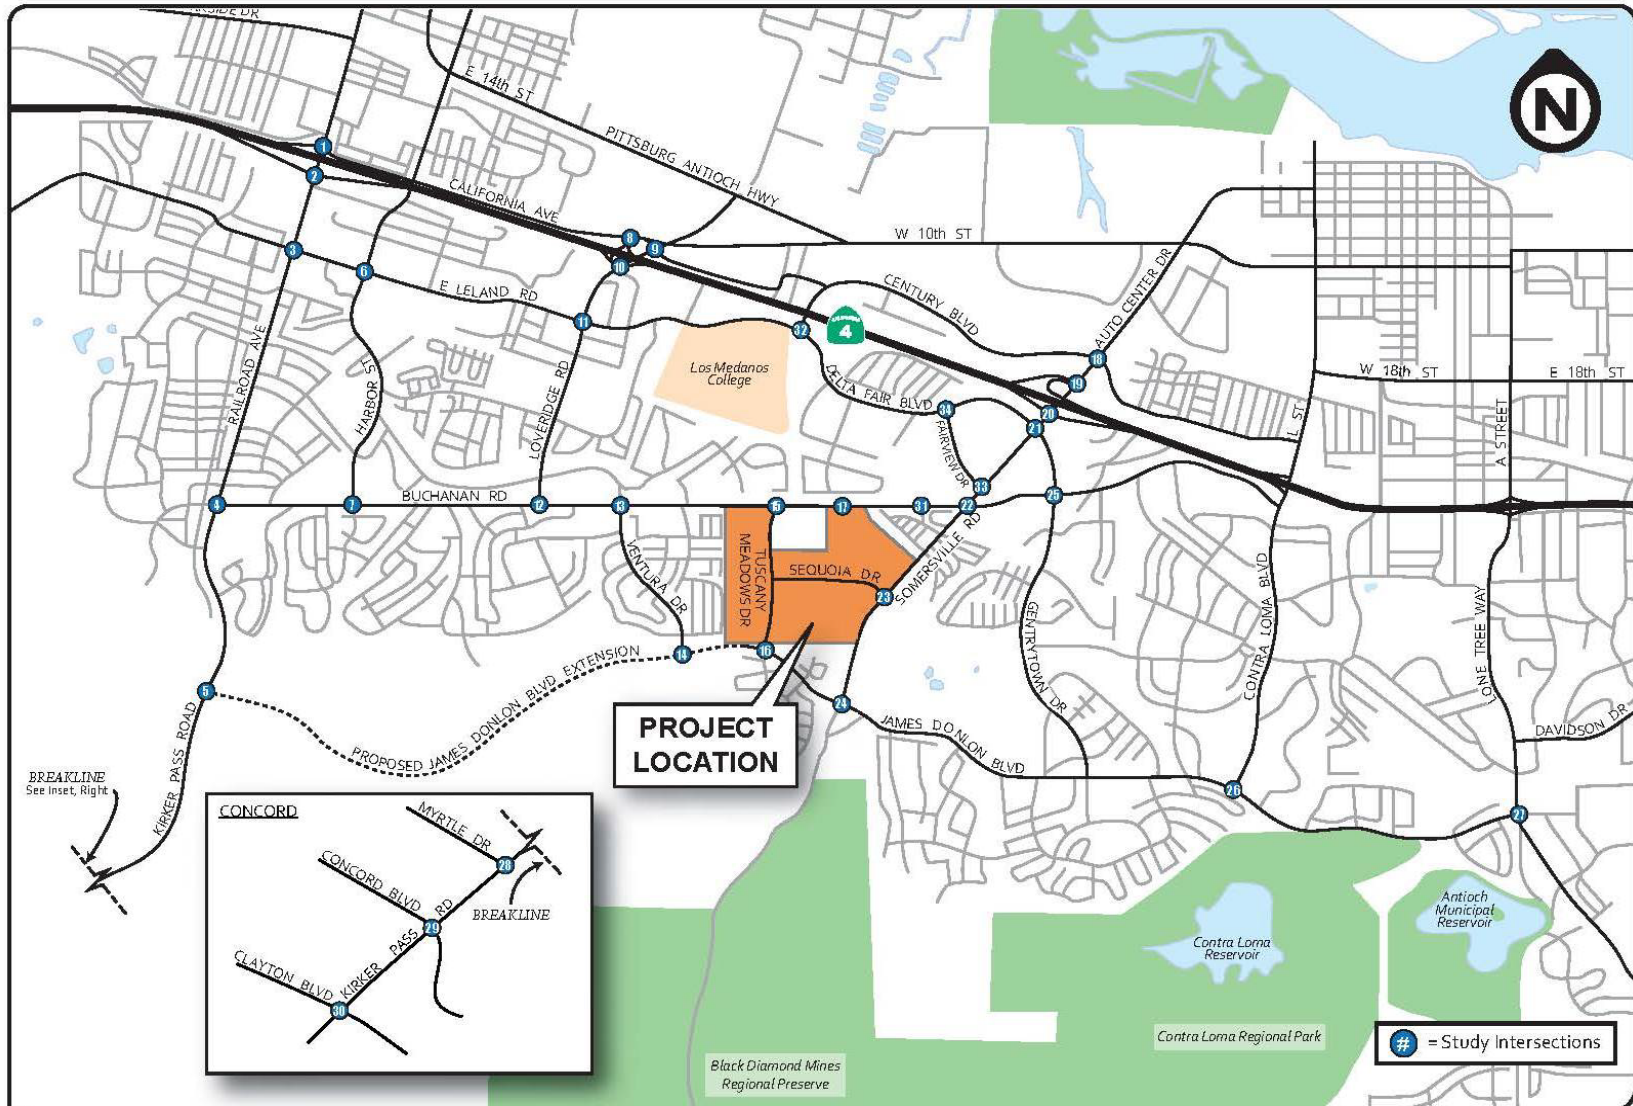 E 14th ST
PITTSBURG ANTIOCH HWY
N
1
2
CALIFORNIA AVE
8
9
W 10th ST
3
6
10
E LELAND RD
CENTURY BLVD
AUTO CENTER DR
11
32
4
18
RAILROAD AVE
HARBOR ST
LOVERIDGE RD
Los Medanos
College
DELTA FAIR BLVD
19
W 18th ST
E 18th ST
34
20
21
FAIRVIEW DR
L ST
A STREET
33
25
4
7
BUCHANAN RD
12
13
15
17
31
22
VENTURA DR
TUSCANY
MEADOWS DR
SEQUOIA DR
23
SOMERSVILLE RD
GENTRYTOWN DR
CONTRA LOMA BLVD
LONE TREE WAY
14
16
5
PROPOSED JAMES DONLON BLVD EXTENSION
24
JAMES DONLON BLVD
DAVIDSON DR
PROJECT
LOCATION
KIRKER PASS ROAD
BREAKLINE
See Inset, Right
26
27
CONCORD
MYRTLE DR
28
CONCORD BLVD
BREAKLINE
29
KIRKER PASS RD
CLAYTON BLVD
30
Contra Loma
Reservoir
Antioch
Municipal
Reservoir
Contra Loma Regional Park
Black Diamond Mines
Regional Preserve
# = Study Intersections